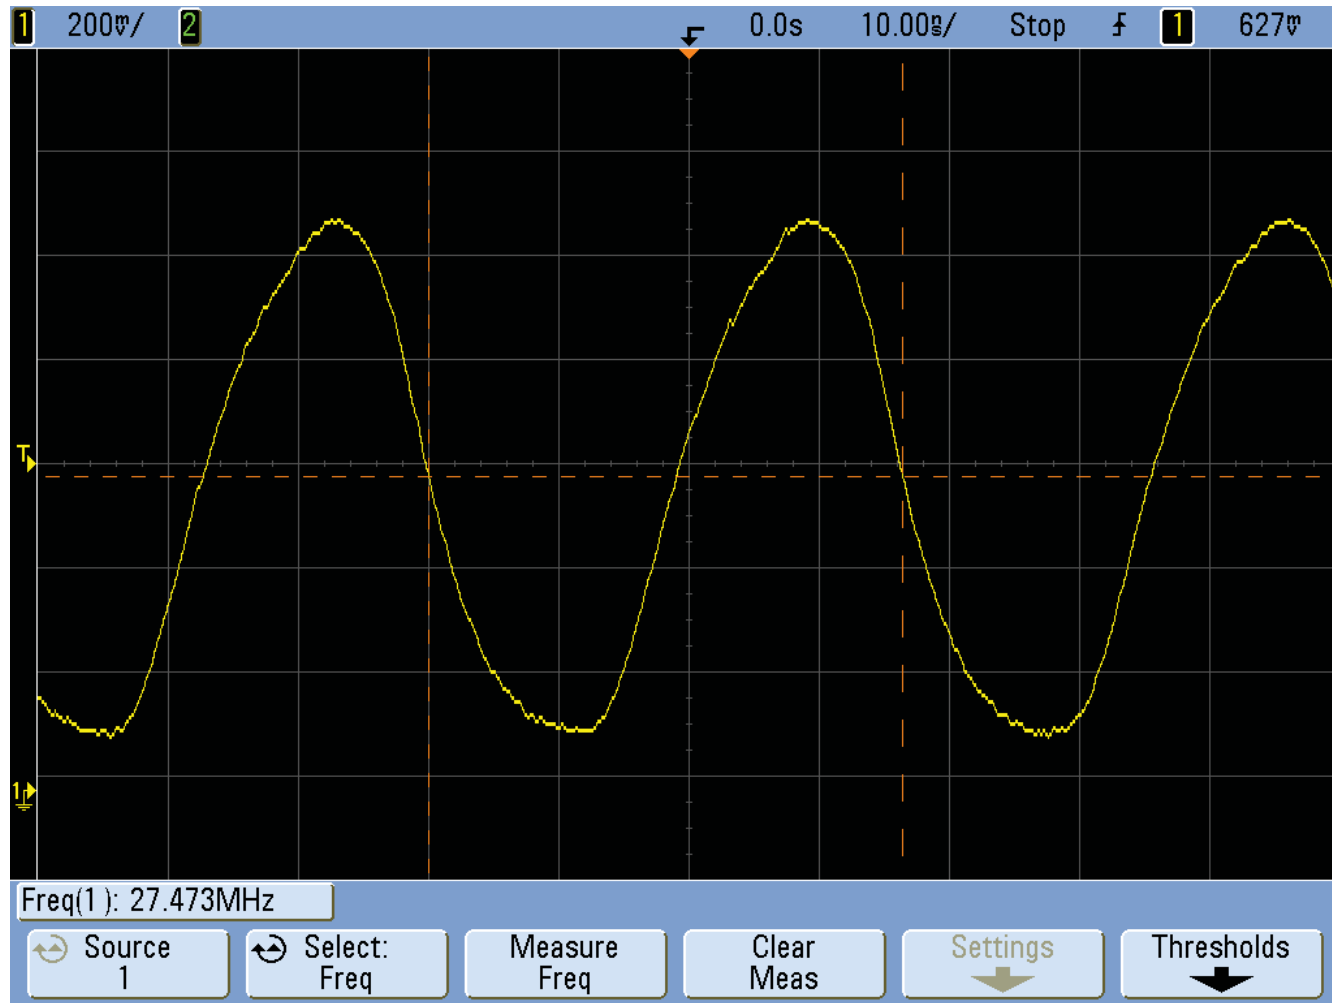 1 200mV/ 2 0.0s 10.00ns/ Stop 1 627mV
T
1
Freq(1): 27.473MHz
Source
1
Select:
Freq
Measure
Freq
Clear
Meas
Settings
Thresholds